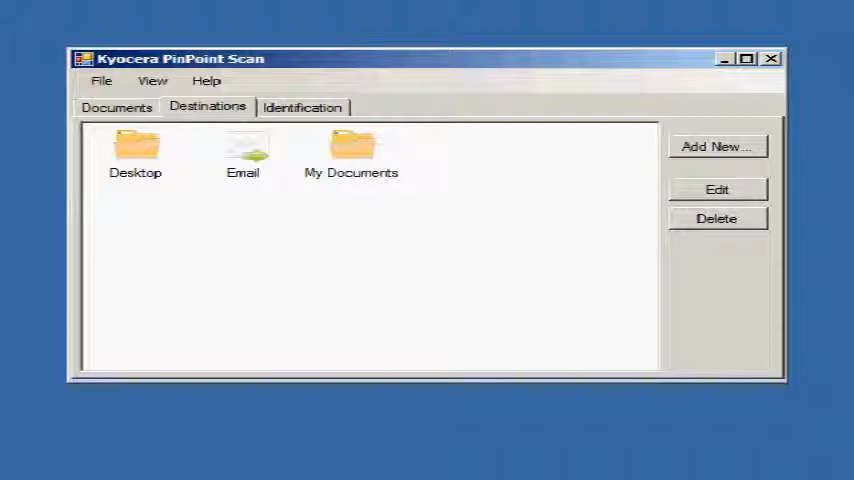 Kyocera PinPoint Scan
File View Help
Documents Destinations Identification
Desktop Email My Documents
Add New...
Edit
Delete